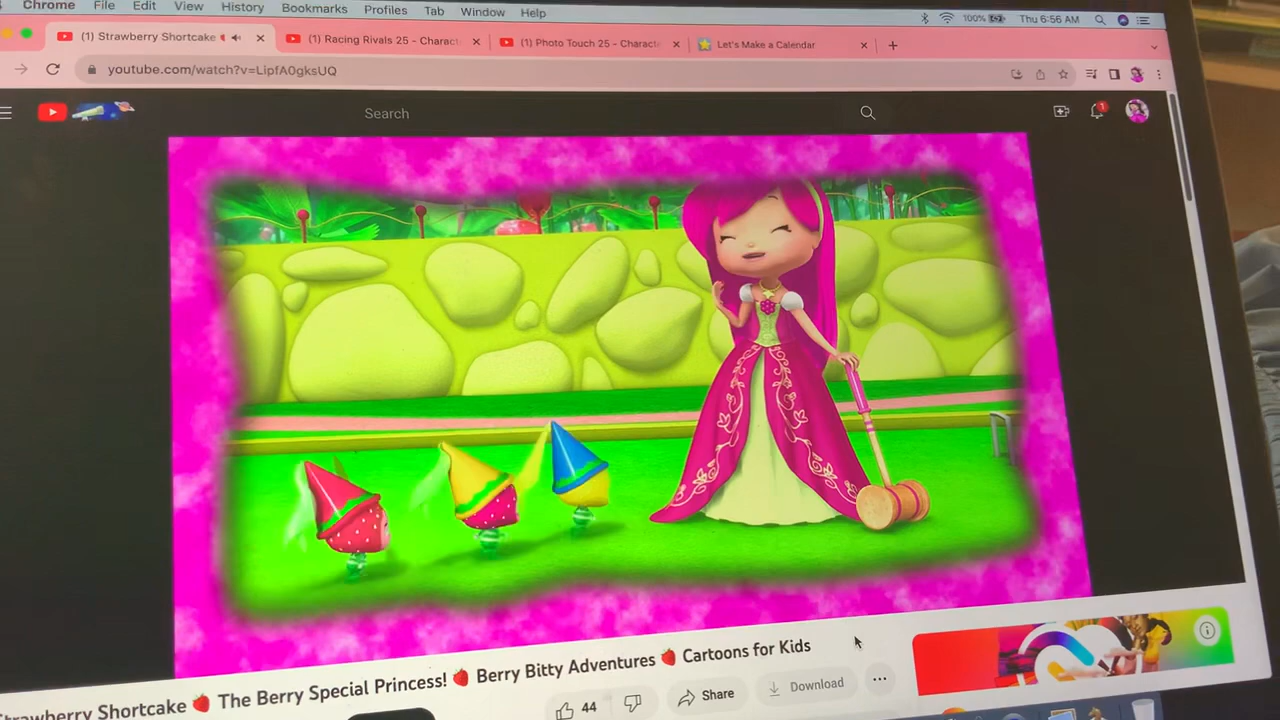 Chrome File Edit View History Bookmarks Profiles Tab Window Help 100% Thu 6:56 AM
(1) Strawberry Shortcake (1) Racing Rivals 25 - Charact (2) Photo Touch 25 - Charact Let's Make a Calendar
youtube.com/watch?v=LipfA0gksUQ
Search 1
Strawberry Shortcake 🍓 The Berry Special Princess! 🍓 Berry Bitty Adventures 🍓 Cartoons for Kids
44 Share Download